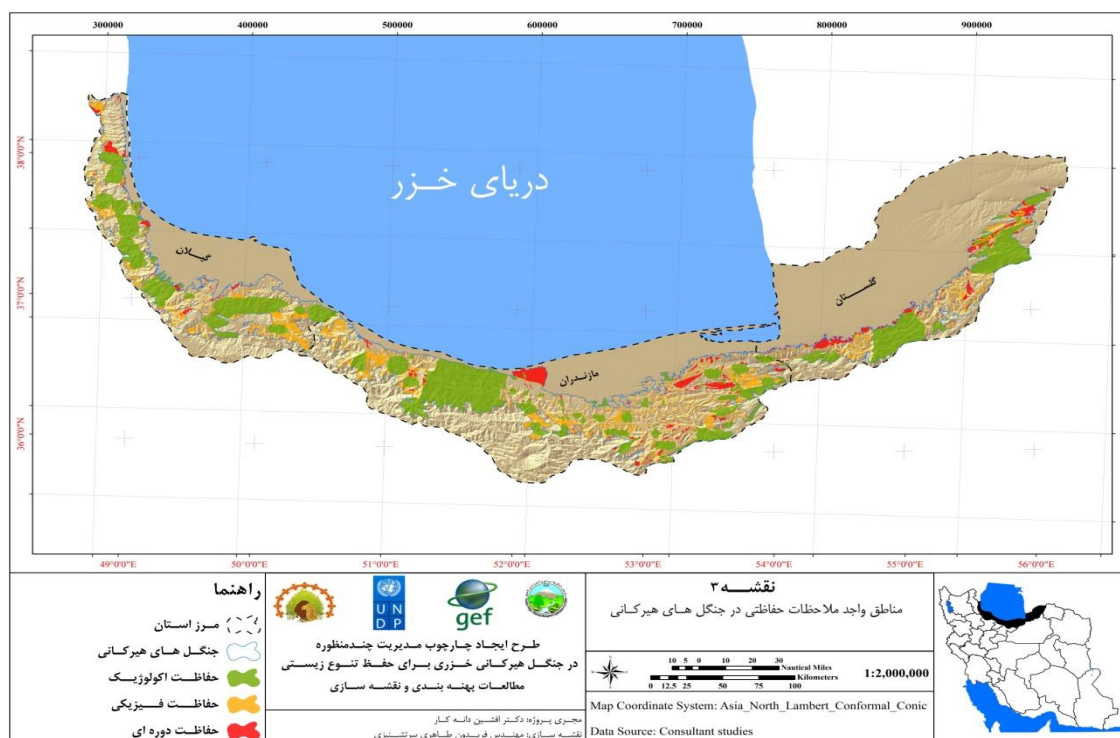 300000 400000 500000 600000 700000 800000 900000
38°0'0"N
37°0'0"N
36°0'0"N
دریای خزر
گیلان
مازندران
گلستان
49°0'0"E 50°0'0"E 51°0'0"E 52°0'0"E 53°0'0"E 54°0'0"E 55°0'0"E 56°0'0"E
راهنما
مرز استان
جنگل های هیرکانی
حفاظت اکولوژیک
حفاظت فیزیکی
حفاظت دوره ای
U N
D P
gef
طرح ایجاد چارچوب مدیریت چندمنظوره
در جنگل هیرکانی خزری برای حفظ تنوع زیستی
مطالعات پهنه بندی و نقشه سازی
مجری پروژه: دکتر افشین دانه کار
نقشه سازی: مهندس فریدون طاهری سرتشنیزی
نقشه ۳
مناطق واجد ملاحظات حفاظتی در جنگل های هیرکانی
10 5 0 10 20 30
Nautical Miles
Kilometers
0 12.5 25 50 75 100
1:2,000,000
Map Coordinate System: Asia_North_Lambert_Conformal_Conic
Data Source: Consultant studies